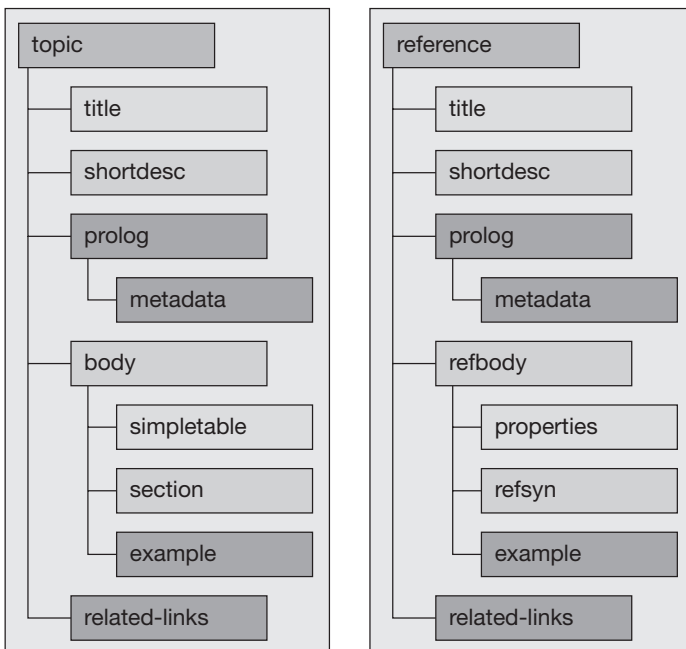 topic
title
shortdesc
prolog
metadata
body
simpletable
section
example
related-links
reference
title
shortdesc
prolog
metadata
refbody
properties
refsyn
example
related-links